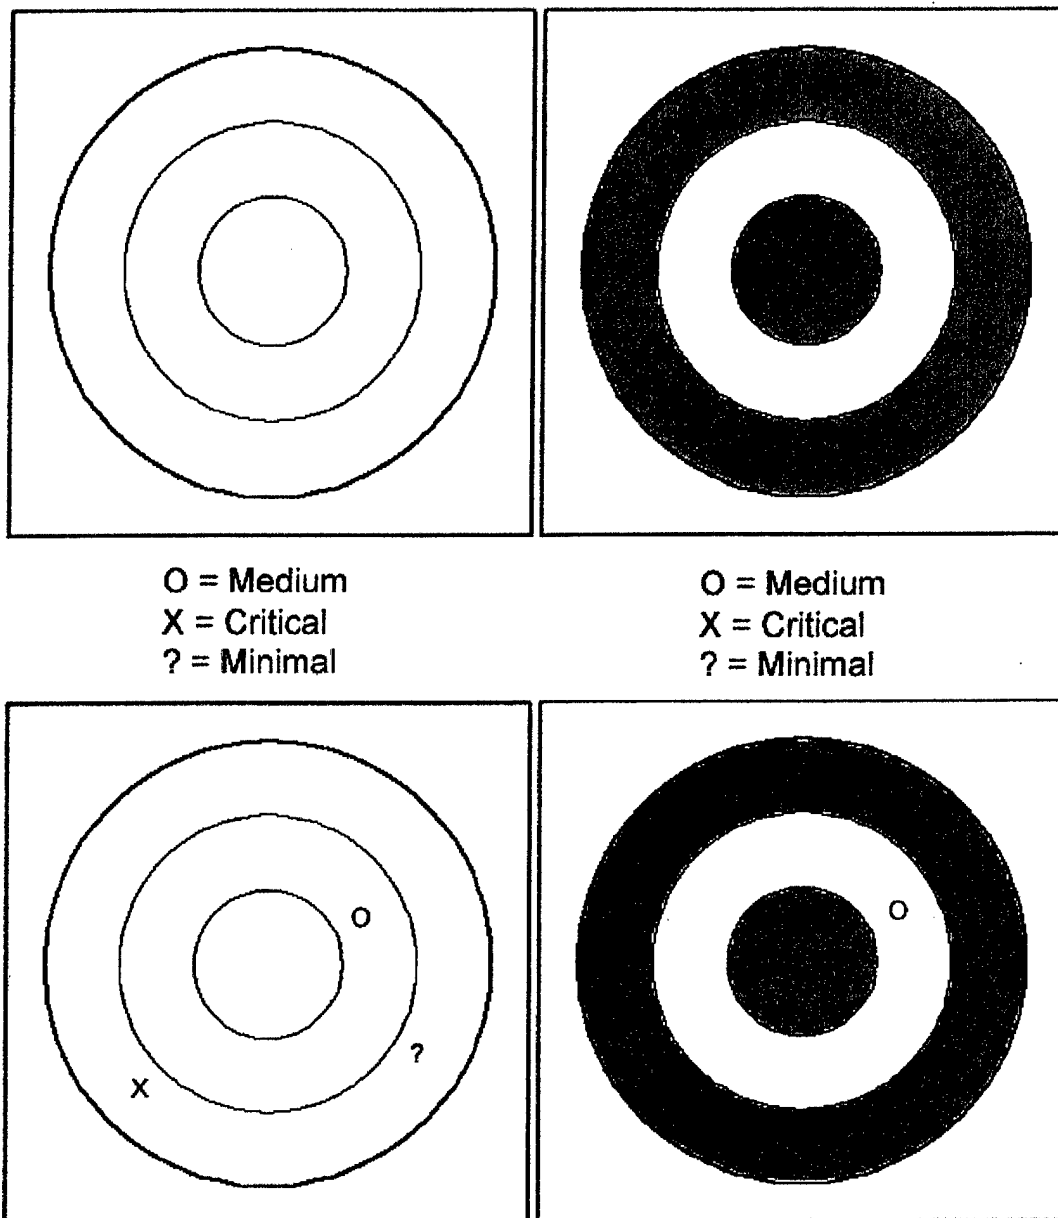 O = Medium
X = Critical
? = Minimal
O = Medium
X = Critical
? = Minimal
O
?
X
O